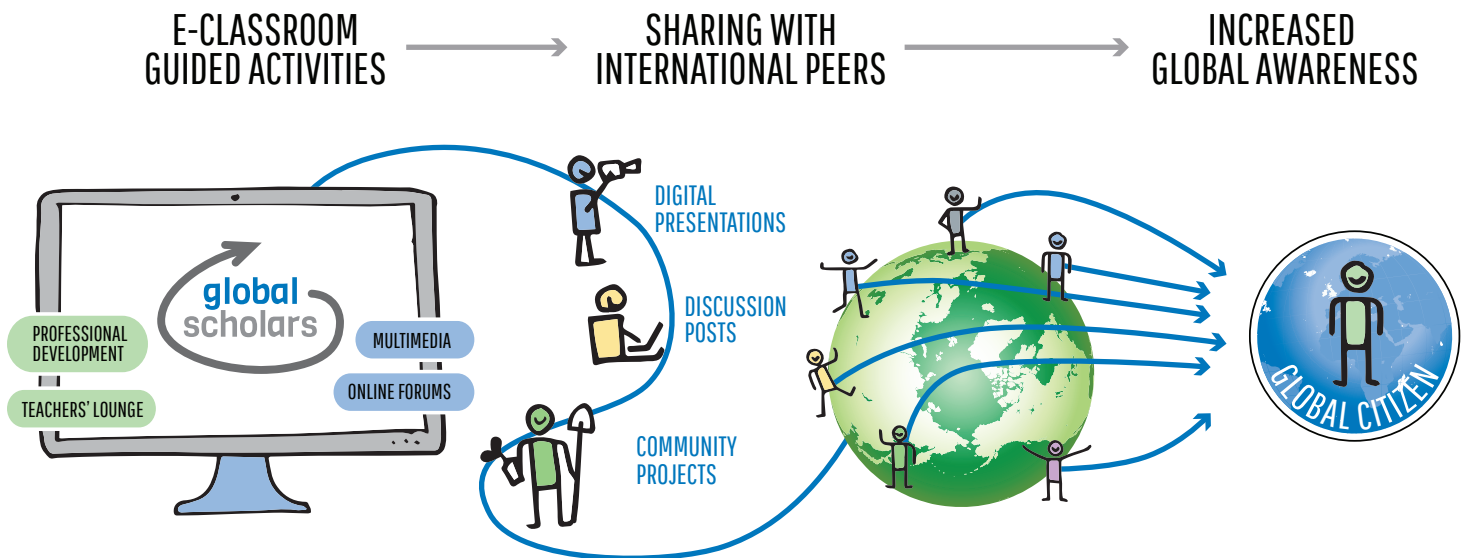 E-CLASSROOM
GUIDED ACTIVITIES
SHARING WITH
INTERNATIONAL PEERS
INCREASED
GLOBAL AWARENESS
global
scholars
PROFESSIONAL
DEVELOPMENT
TEACHERS' LOUNGE
MULTIMEDIA
ONLINE FORUMS
DIGITAL
PRESENTATIONS
DISCUSSION
POSTS
COMMUNITY
PROJECTS
GLOBAL CITIZEN